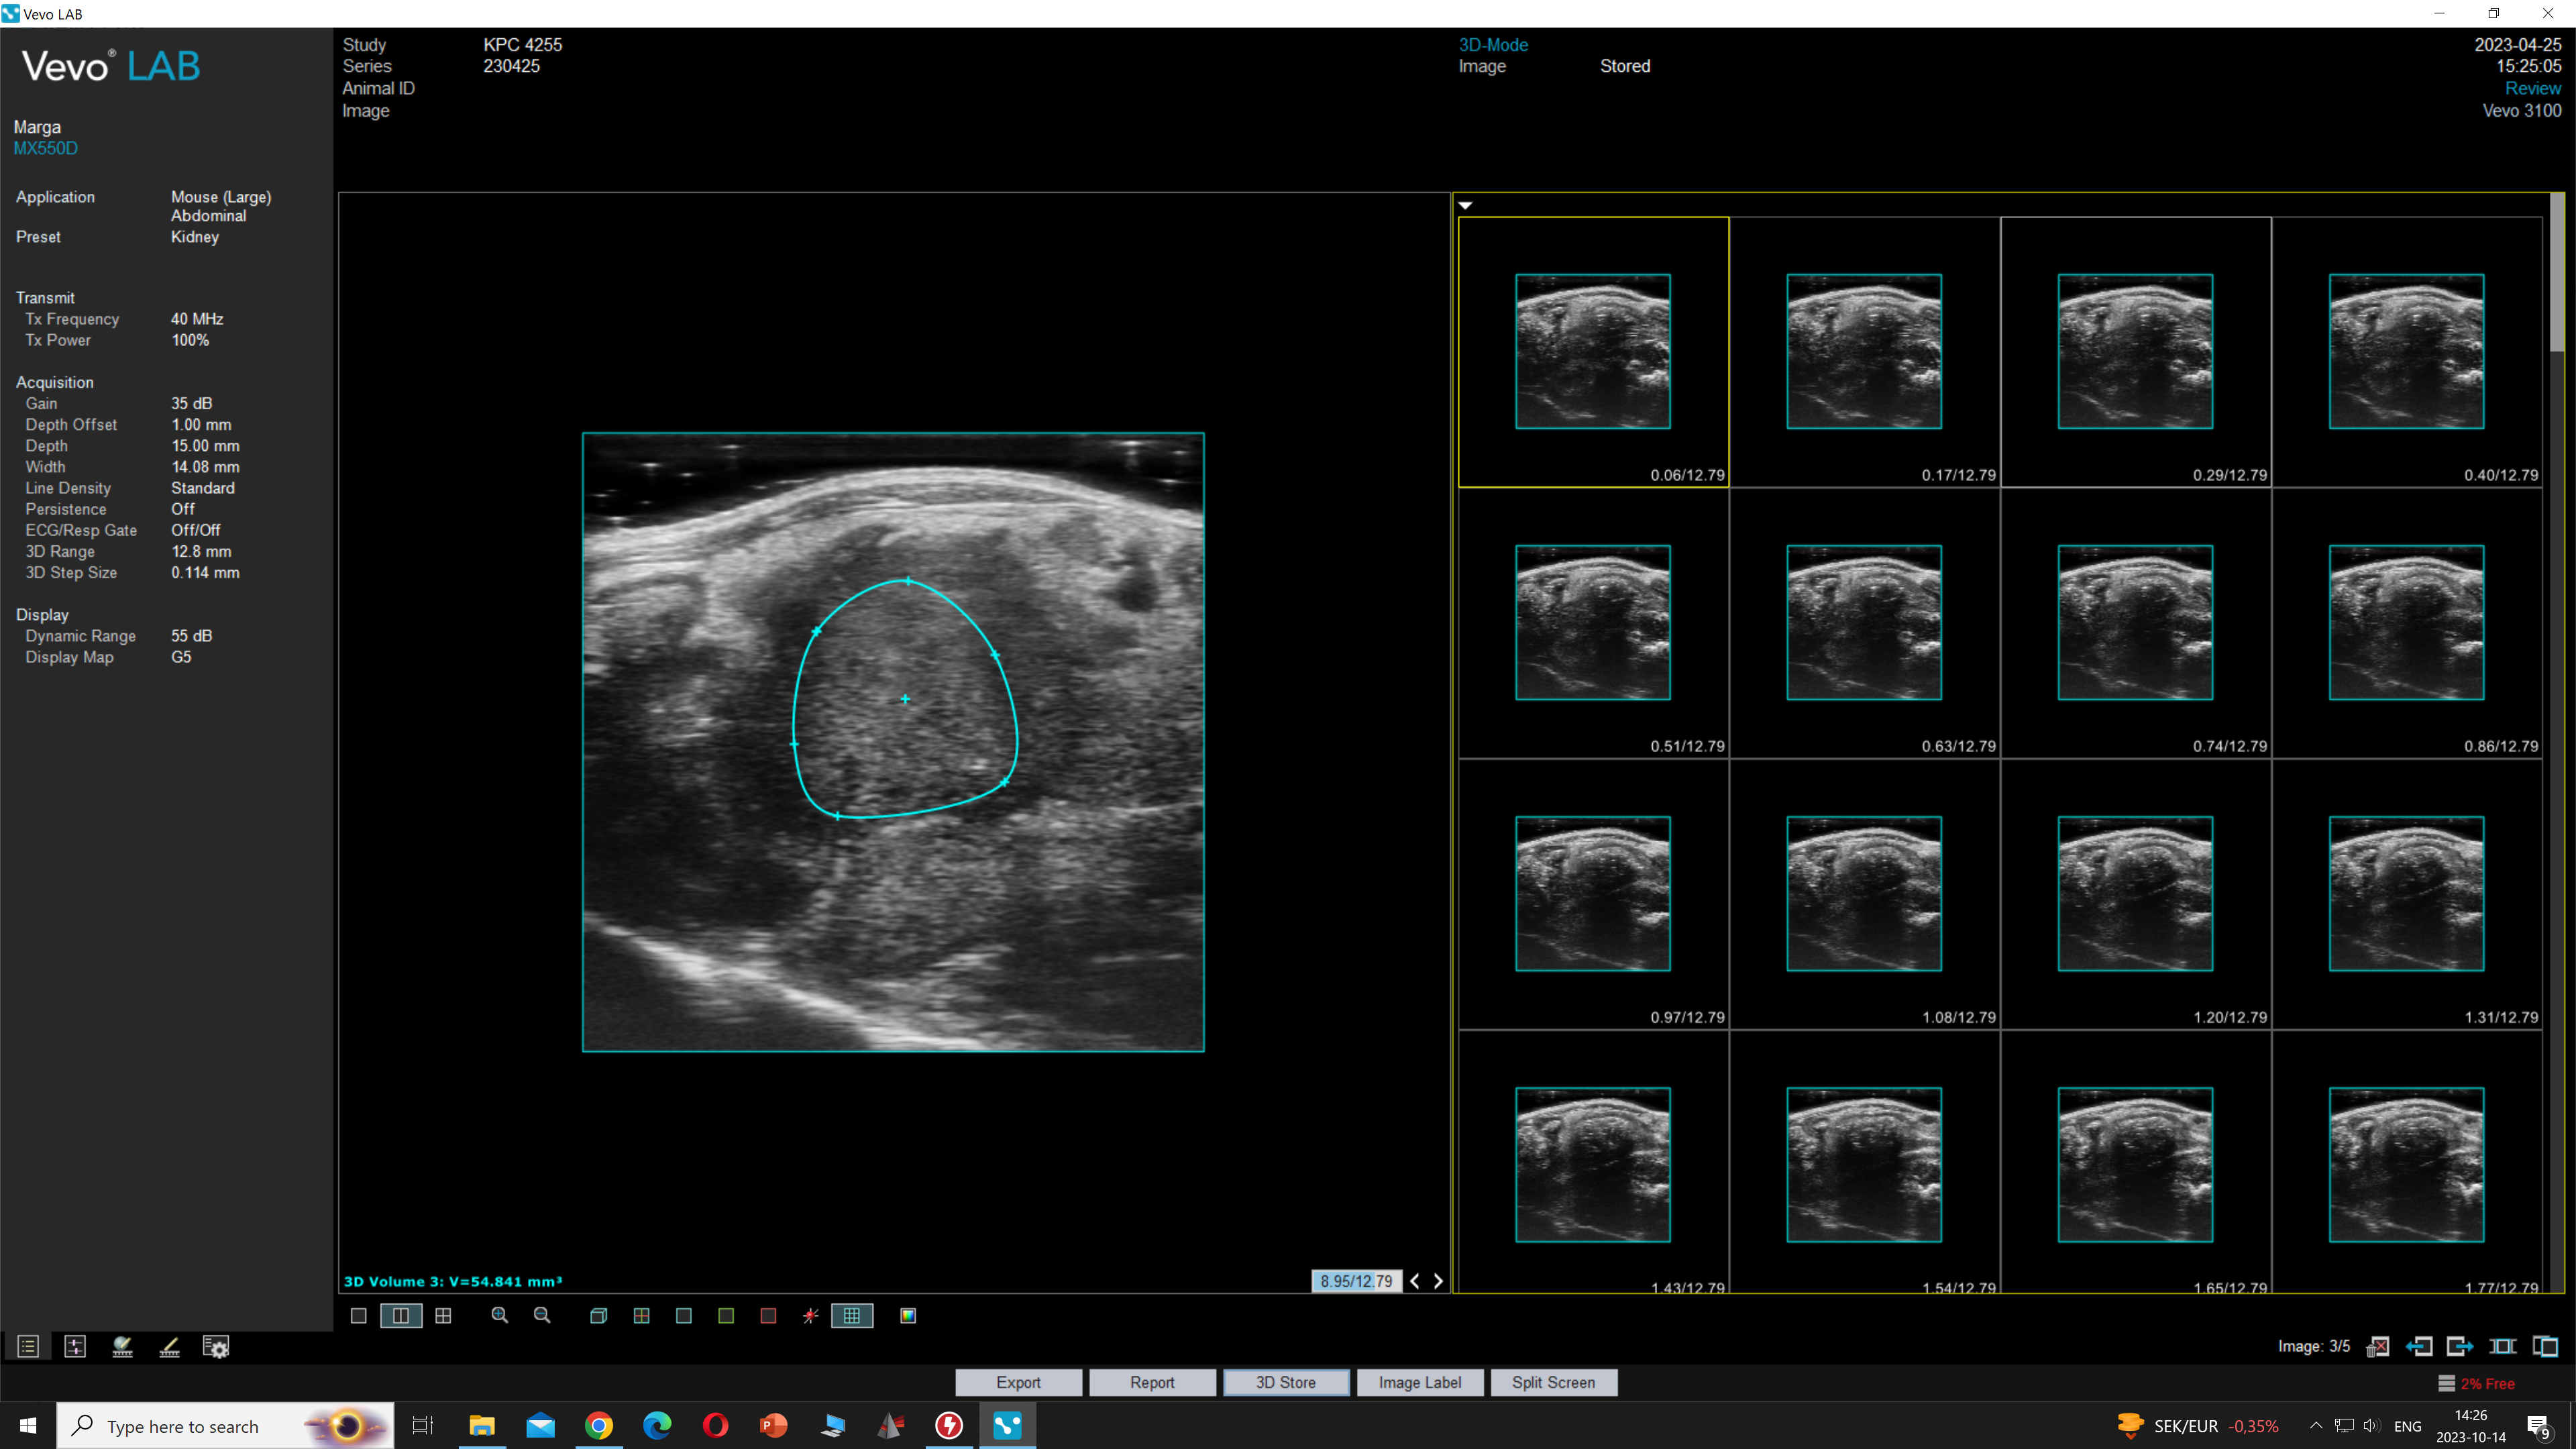 Vevo LAB
Vevo® LAB
Marga
MX550D
Application Mouse (Large)
Abdominal
Preset Kidney
Transmit
Tx Frequency 40 MHz
Tx Power 100%
Acquisition
Gain 35 dB
Depth Offset 1.00 mm
Depth 15.00 mm
Width 14.08 mm
Line Density Standard
Persistence Off
ECG/Resp Gate Off/Off
3D Range 12.8 mm
3D Step Size 0.114 mm
Display
Dynamic Range 55 dB
Display Map G5
Study KPC 4255
Series 230425
Animal ID
Image
3D-Mode
Image Stored
2023-04-25
15:25:05
Review
Vevo 3100
0.06/12.79 0.17/12.79 0.29/12.79 0.40/12.79
0.51/12.79 0.63/12.79 0.74/12.79 0.86/12.79
0.97/12.79 1.08/12.79 1.20/12.79 1.31/12.79
1.43/12.79 1.54/12.79 1.65/12.79 1.77/12.79
3D Volume 3: V=54.841 mm³
8.95/12.79
Image: 3/5
Export Report 3D Store Image Label Split Screen
2% Free
Type here to search
SEK/EUR -0,35%
ENG
14:26
2023-10-14
9